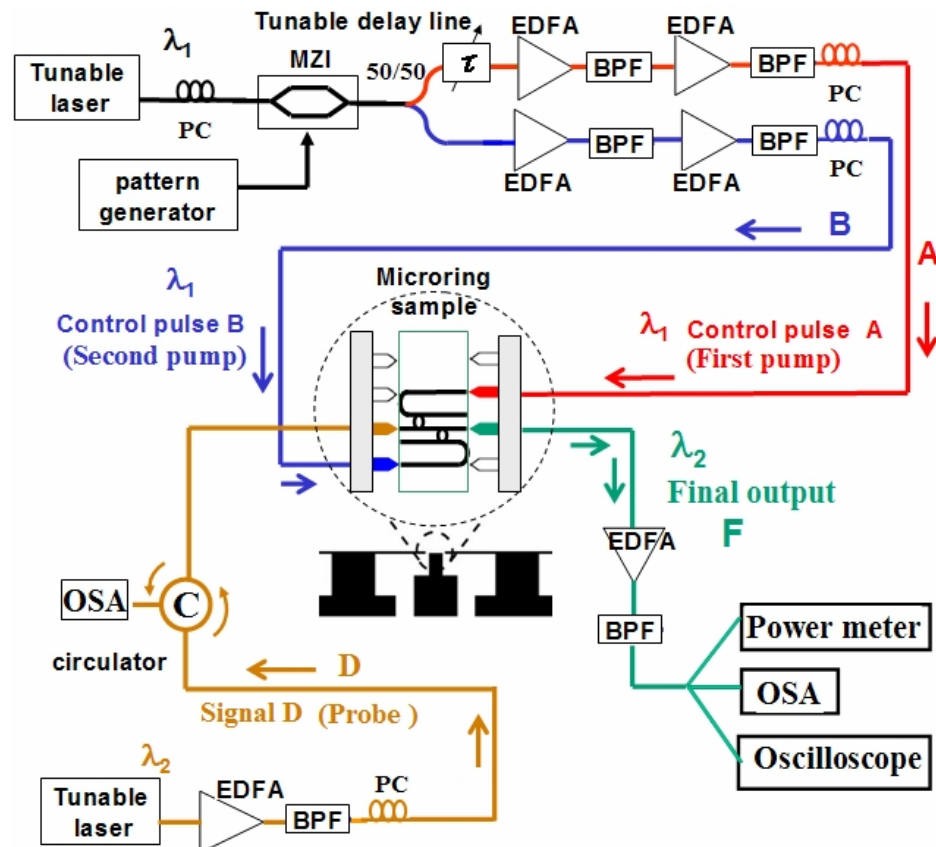 Tunable delay line
EDFA
EDFA
λ₁
MZI
50/50
τ
BPF
BPF
Tunable
laser
PC
PC
BPF
BPF
EDFA
EDFA
PC
pattern
generator
B
A
λ₁
Microring
sample
Control pulse B
(Second pump)
λ₁ Control pulse A
(First pump)
λ₂
Final output
F
EDFA
OSA
C
BPF
circulator
D
Signal D (Probe )
Power meter
OSA
Oscilloscope
λ₂
EDFA
PC
Tunable
laser
BPF